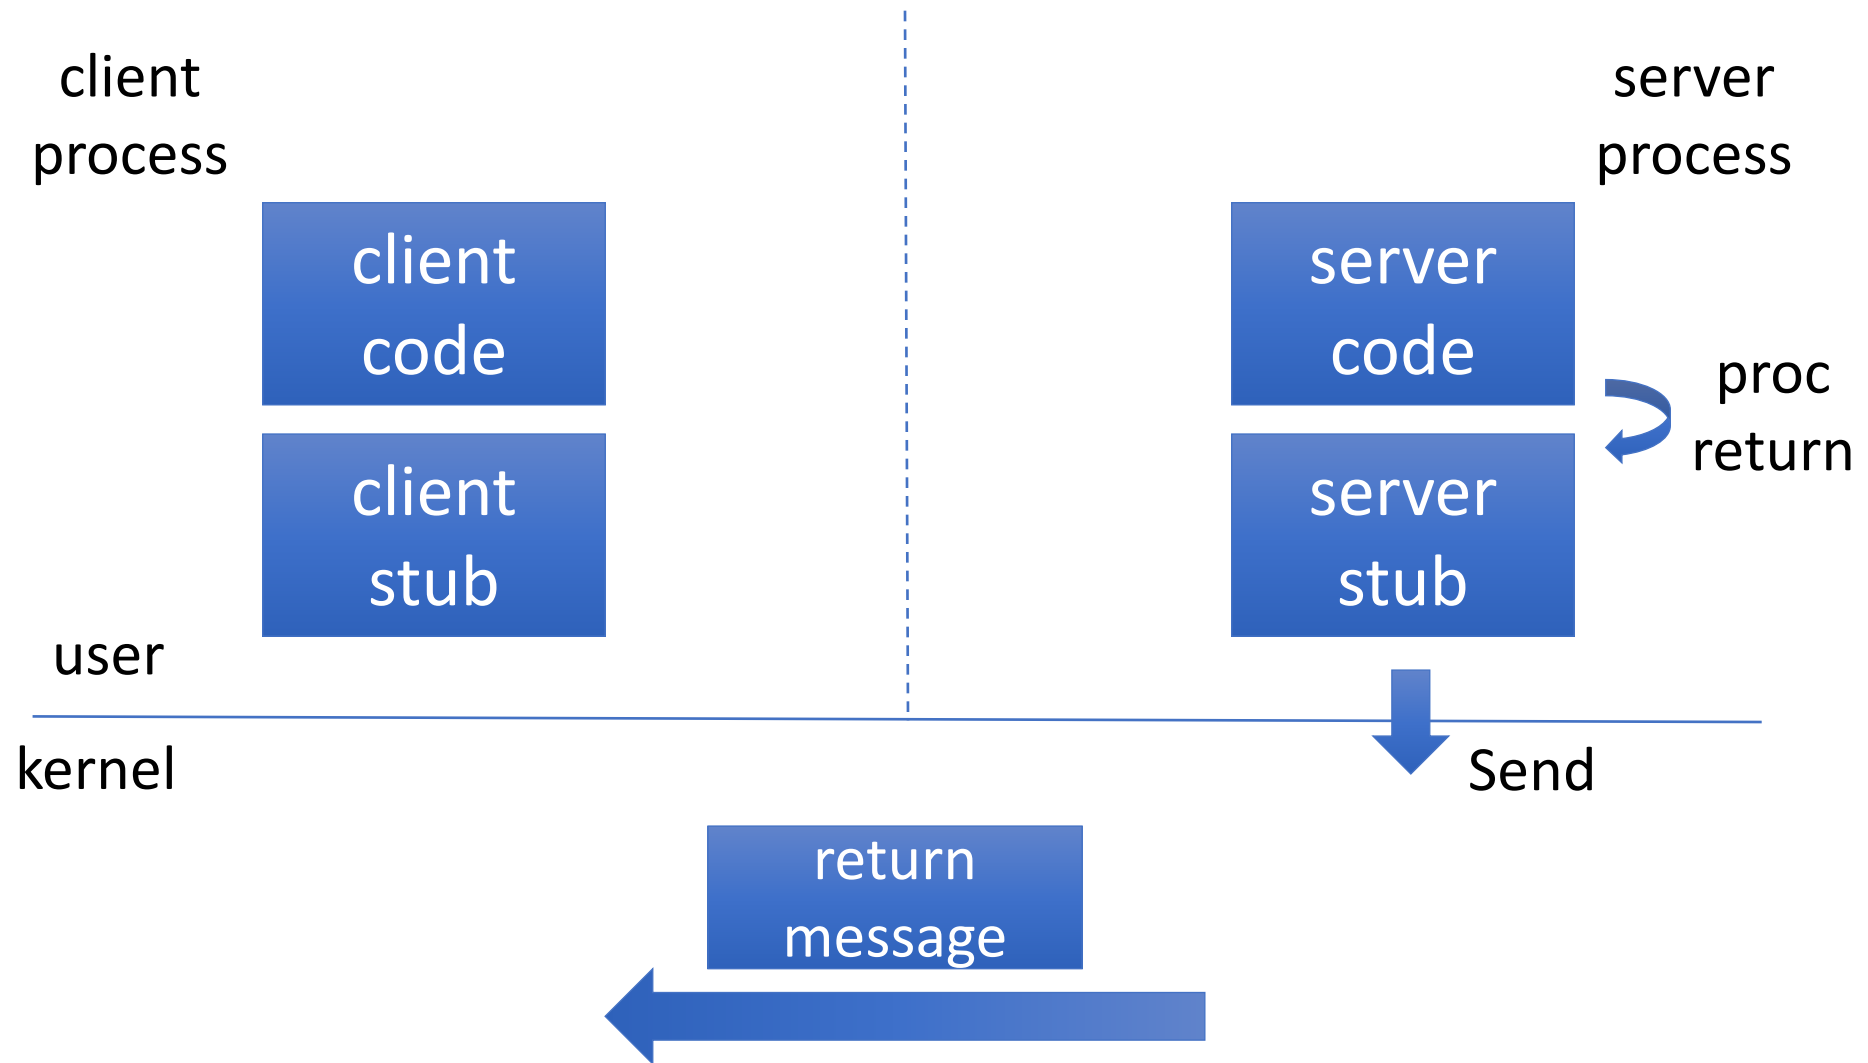 client
process
server
process
client
code
server
code
proc
return
client
stub
server
stub
user
kernel
Send
return
message